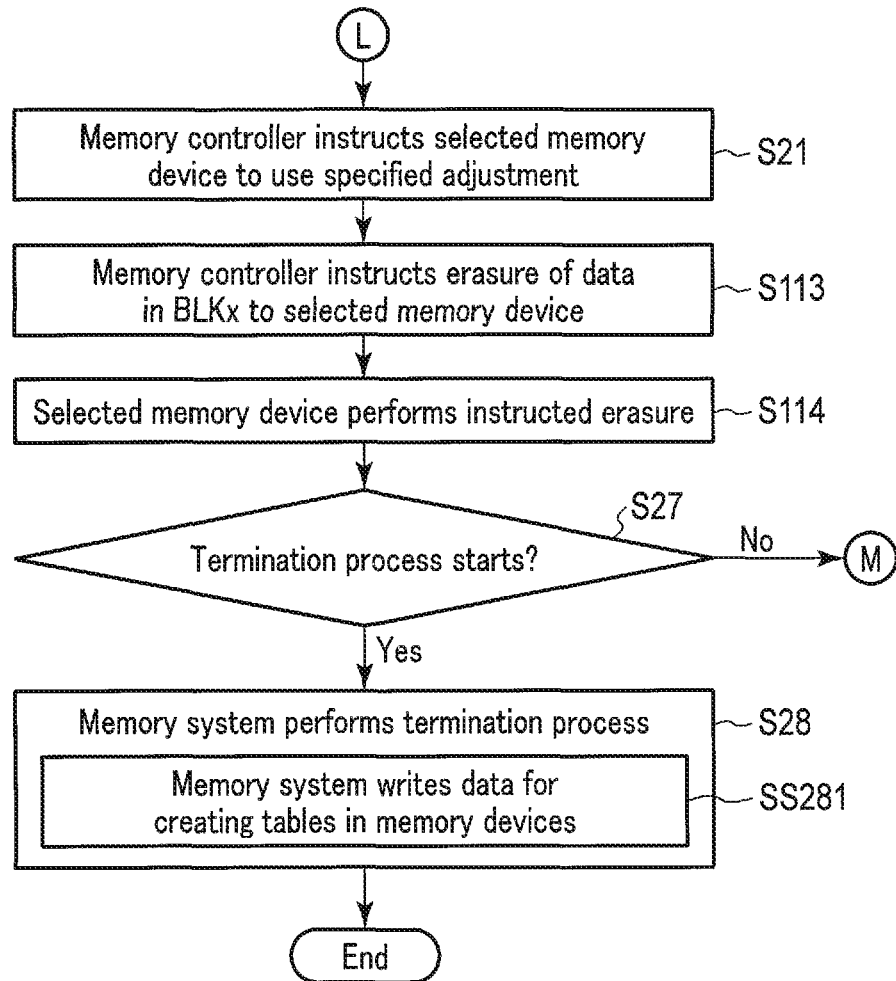 L
Memory controller instructs selected memory
device to use specified adjustment
S21
Memory controller instructs erasure of data
in BLKx to selected memory device
S113
Selected memory device performs instructed erasure
S114
S27
Termination process starts?
No
M
Yes
Memory system performs termination process
S28
Memory system writes data for
creating tables in memory devices
SS281
End